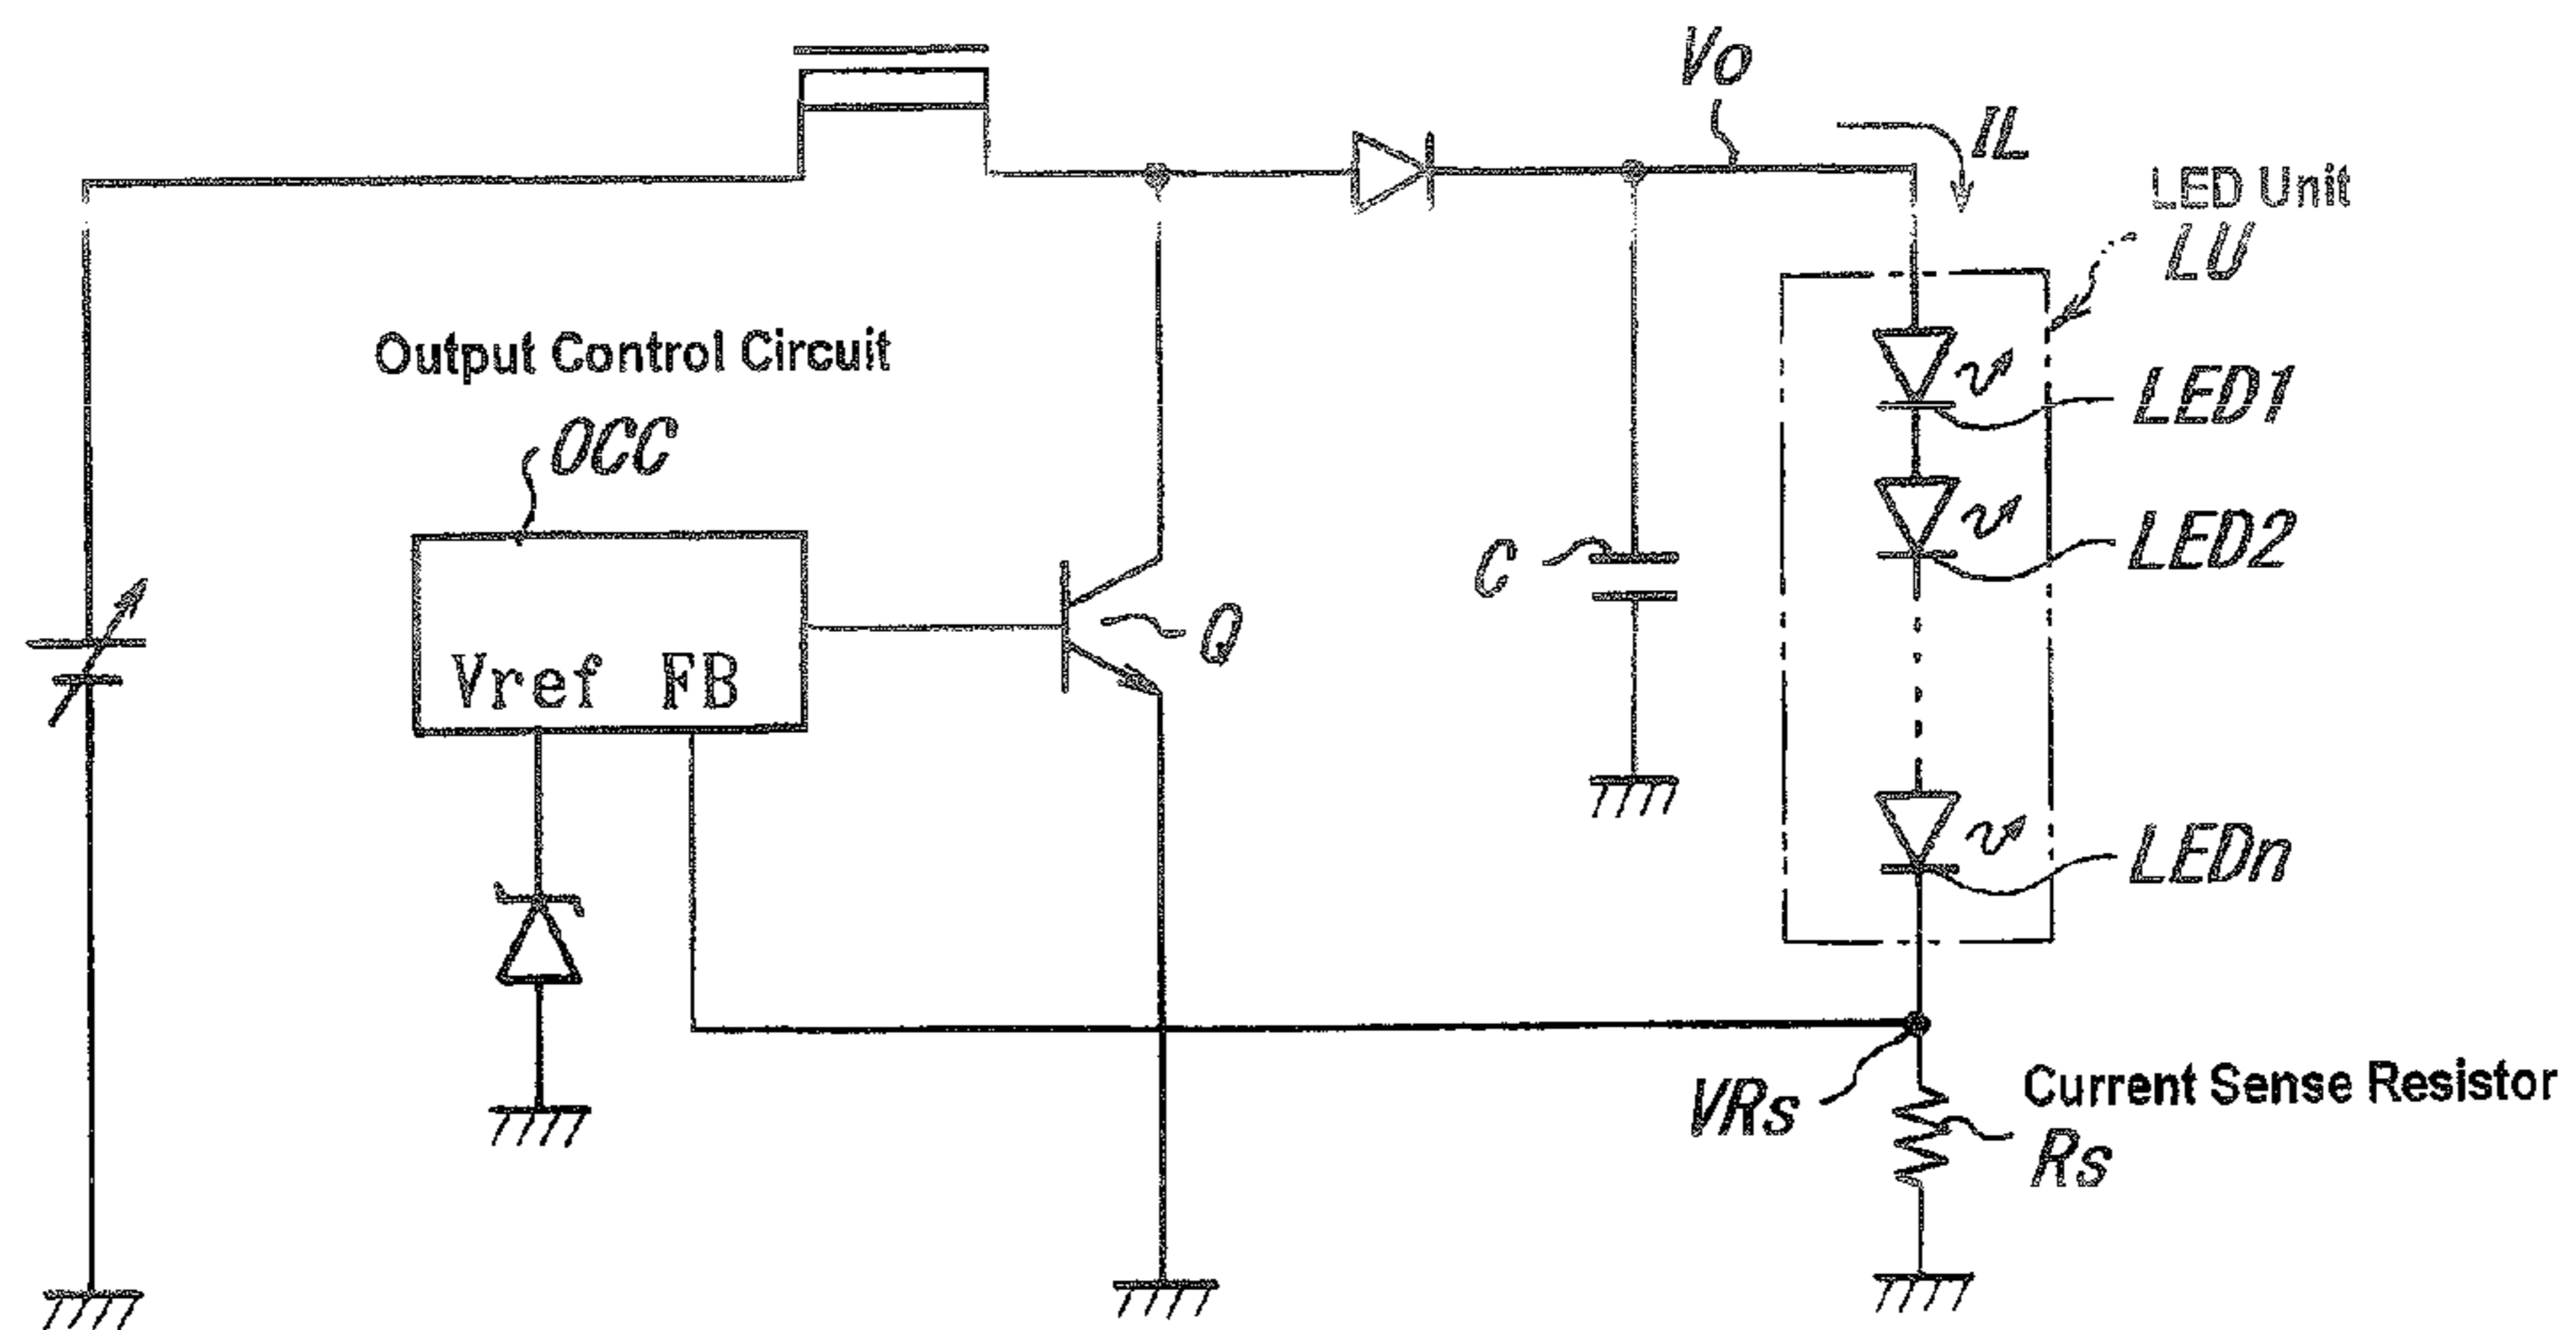 Vo
IL
LED Unit
LU
Output Control Circuit
OCC
LED1
LED2
C
Q
Vref FB
LEDn
Current Sense Resistor
VRs
Rs